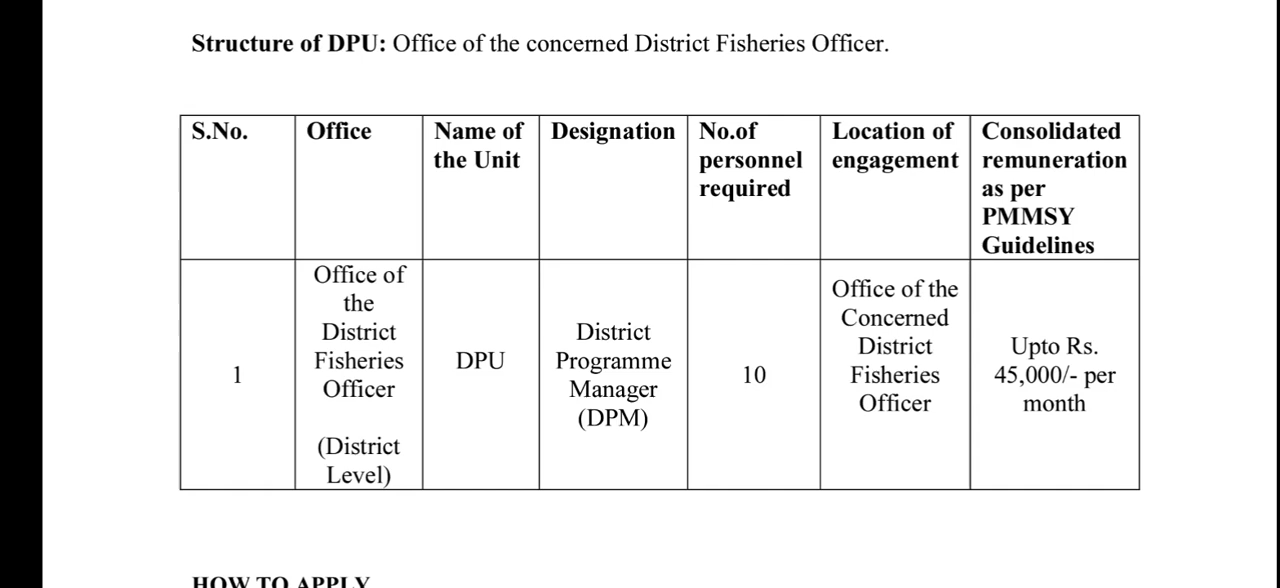 Structure of DPU: Office of the concerned District Fisheries Officer.
S.No.
Office
Name of
the Unit
Designation
No.of
personnel
required
Location of
engagement
Consolidated
remuneration
as per
PMMSY
Guidelines
1
Office of
the
District
Fisheries
Officer
(District
Level)
DPU
District
Programme
Manager
(DPM)
10
Office of the
Concerned
District
Fisheries
Officer
Upto Rs.
45,000/- per
month
HOW TO APPLY